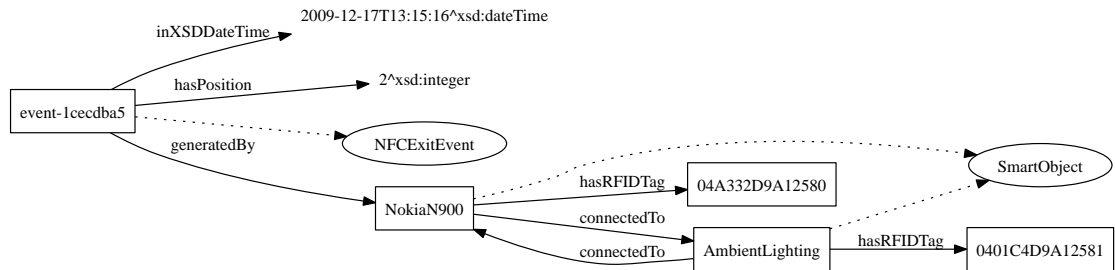 2009-12-17T13:15:16^xsd:dateTime
inXSDDateTime
hasPosition
2^xsd:integer
event-1cecdba5
generatedBy
NFCExitEvent
SmartObject
hasRFIDTag
04A332D9A12580
NokiaN900
connectedTo
connectedTo
AmbientLighting
hasRFIDTag
0401C4D9A12581